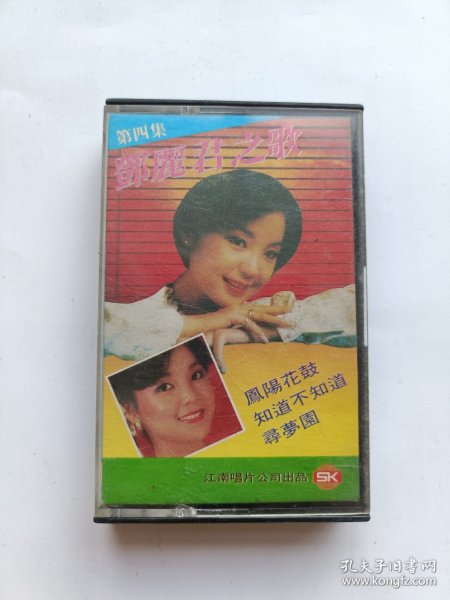 第四集
鄧麗君之歌
鳳陽花鼓
知道不知道
尋夢園
江南唱片公司出品 SK
孔夫子旧书网
www.kongfz.com